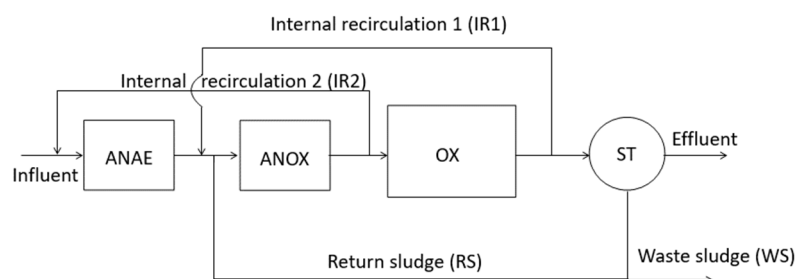 Internal recirculation 1 (IR1)
Internal recirculation 2 (IR2)
ANAE
ANOX
OX
ST
Effluent
Influent
Return sludge (RS)
Waste sludge (WS)